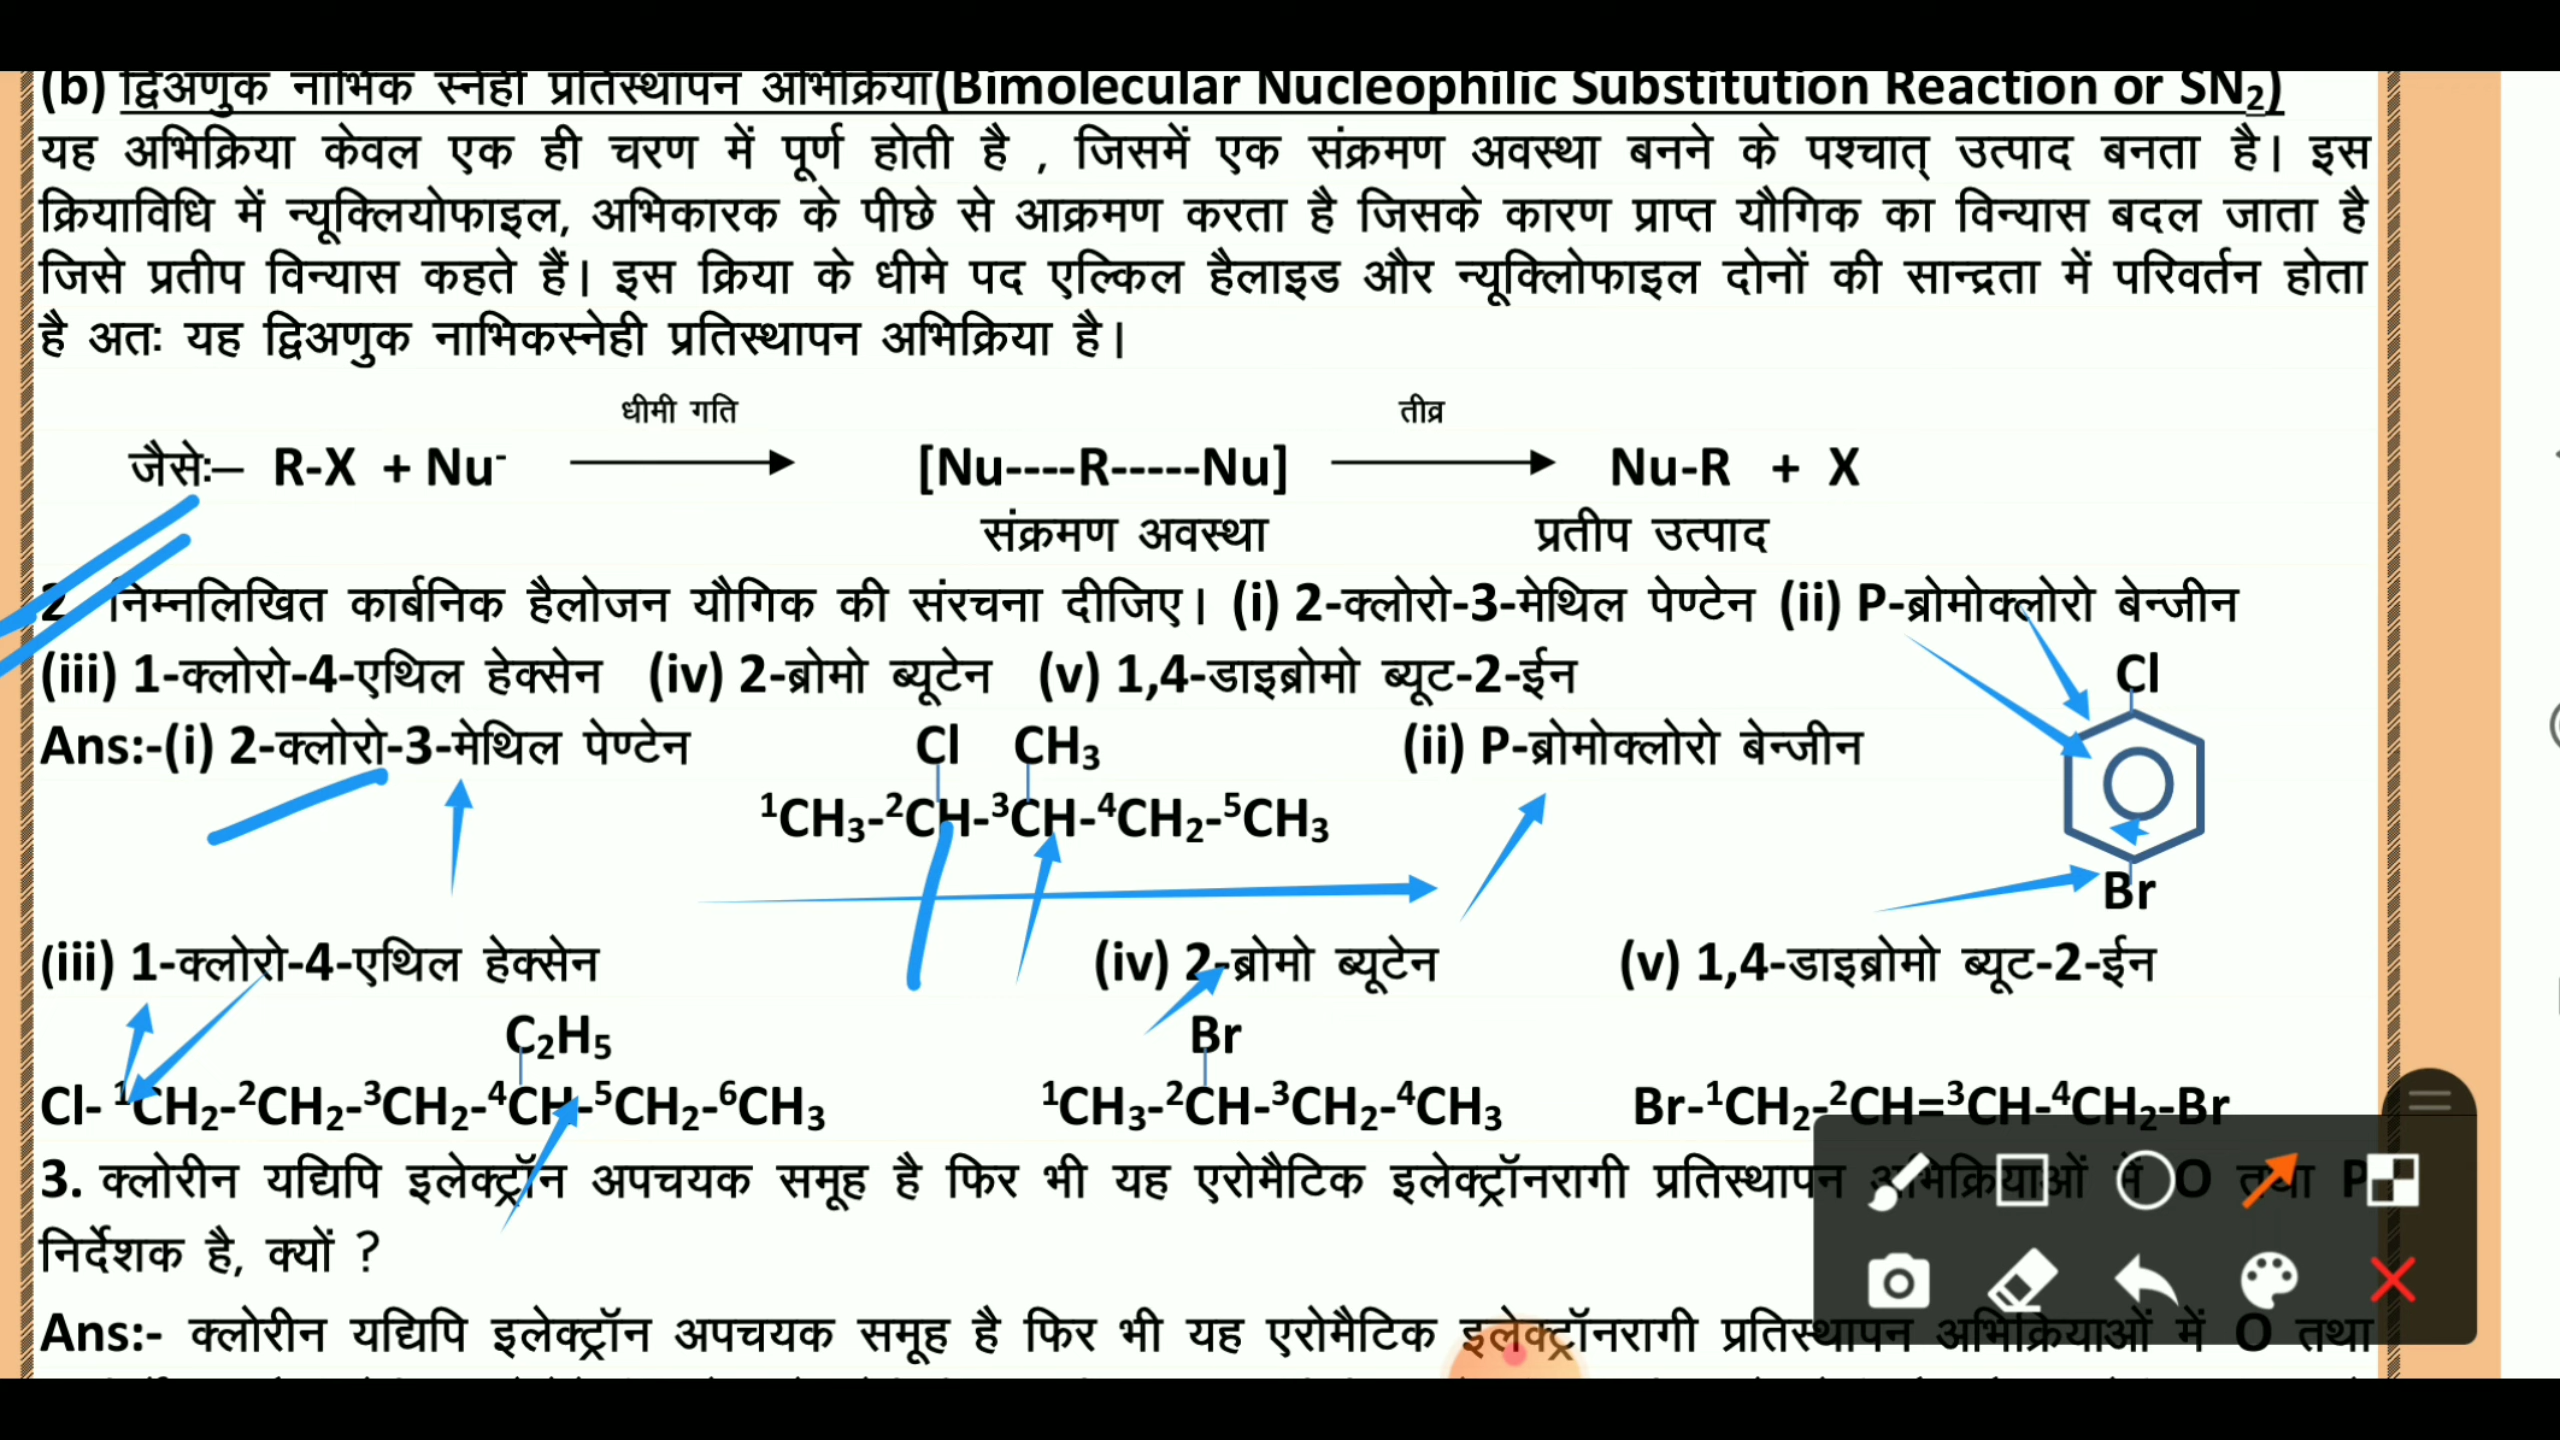 (b) द्विअणुक नाभिक स्नेही प्रतिस्थापन अभिक्रिया(Bimolecular Nucleophilic Substitution Reaction or SN₂)
यह अभिक्रिया केवल एक ही चरण में पूर्ण होती है , जिसमें एक संक्रमण अवस्था बनने के पश्चात् उत्पाद बनता है। इस
क्रियाविधि में न्यूक्लियोफाइल, अभिकारक के पीछे से आक्रमण करता है जिसके कारण प्राप्त यौगिक का विन्यास बदल जाता है
जिसे प्रतीप विन्यास कहते हैं। इस क्रिया के धीमे पद एल्किल हैलाइड और न्यूक्लिोफाइल दोनों की सान्द्रता में परिवर्तन होता
है अतः यह द्विअणुक नाभिकस्नेही प्रतिस्थापन अभिक्रिया है।
धीमी गति तीव्र
जैसेः– R-X + Nu⁻ [Nu----R-----Nu] Nu-R + X
संक्रमण अवस्था प्रतीप उत्पाद
2 निम्नलिखित कार्बनिक हैलोजन यौगिक की संरचना दीजिए। (i) 2-क्लोरो-3-मेथिल पेण्टेन (ii) P-ब्रोमोक्लोरो बेन्जीन
(iii) 1-क्लोरो-4-एथिल हेक्सेन (iv) 2-ब्रोमो ब्यूटेन (v) 1,4-डाइब्रोमो ब्यूट-2-ईन
Cl
Ans:-(i) 2-क्लोरो-3-मेथिल पेण्टेन Cl CH₃ (ii) P-ब्रोमोक्लोरो बेन्जीन
¹CH₃-²CH-³CH-⁴CH₂-⁵CH₃
Br
(iii) 1-क्लोरो-4-एथिल हेक्सेन (iv) 2-ब्रोमो ब्यूटेन (v) 1,4-डाइब्रोमो ब्यूट-2-ईन
C₂H₅ Br
Cl- ¹CH₂-²CH₂-³CH₂-⁴CH-⁵CH₂-⁶CH₃ ¹CH₃-²CH-³CH₂-⁴CH₃ Br-¹CH₂-²CH=³CH-⁴CH₂-Br
3. क्लोरीन यद्यिपि इलेक्ट्रॉन अपचयक समूह है फिर भी यह एरोमैटिक इलेक्ट्रॉनरागी प्रतिस्थापन अभिक्रियाओं में O तथा P
निर्देशक है, क्यों ?
Ans:- क्लोरीन यद्यिपि इलेक्ट्रॉन अपचयक समूह है फिर भी यह एरोमैटिक इलेक्ट्रॉनरागी प्रतिस्थापन अभिक्रियाओं में O तथा